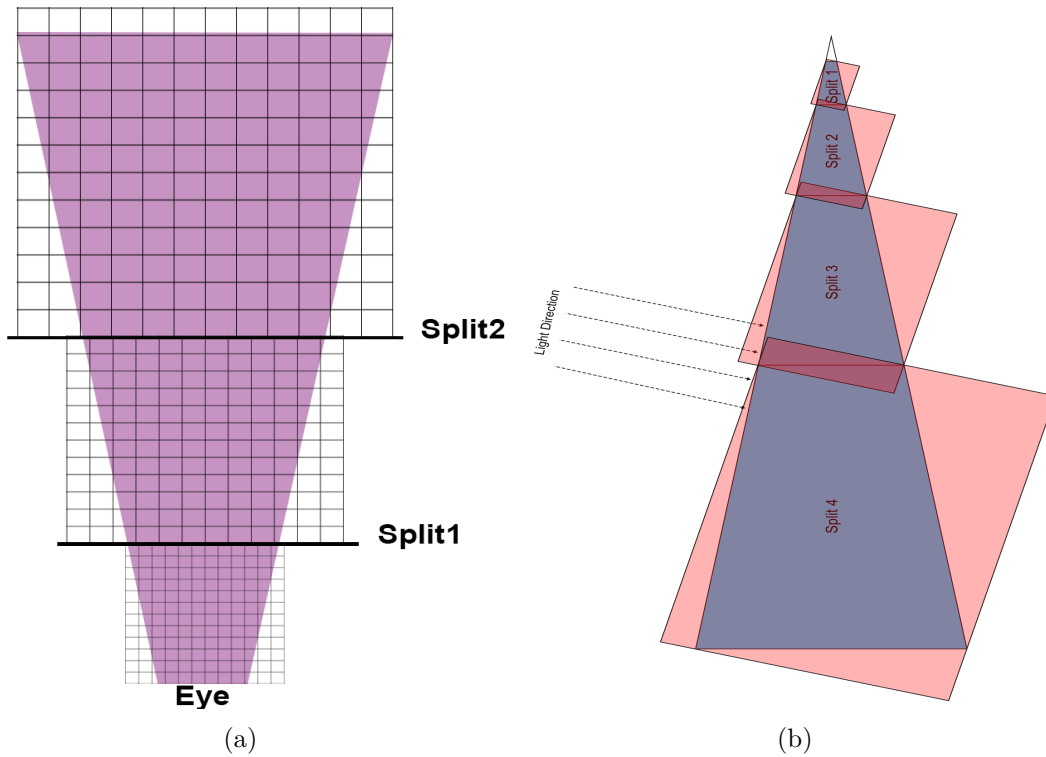 Split2
Split1
Eye
(a)
Split 1
Split 2
Split 3
Light Direction
Split 4
(b)